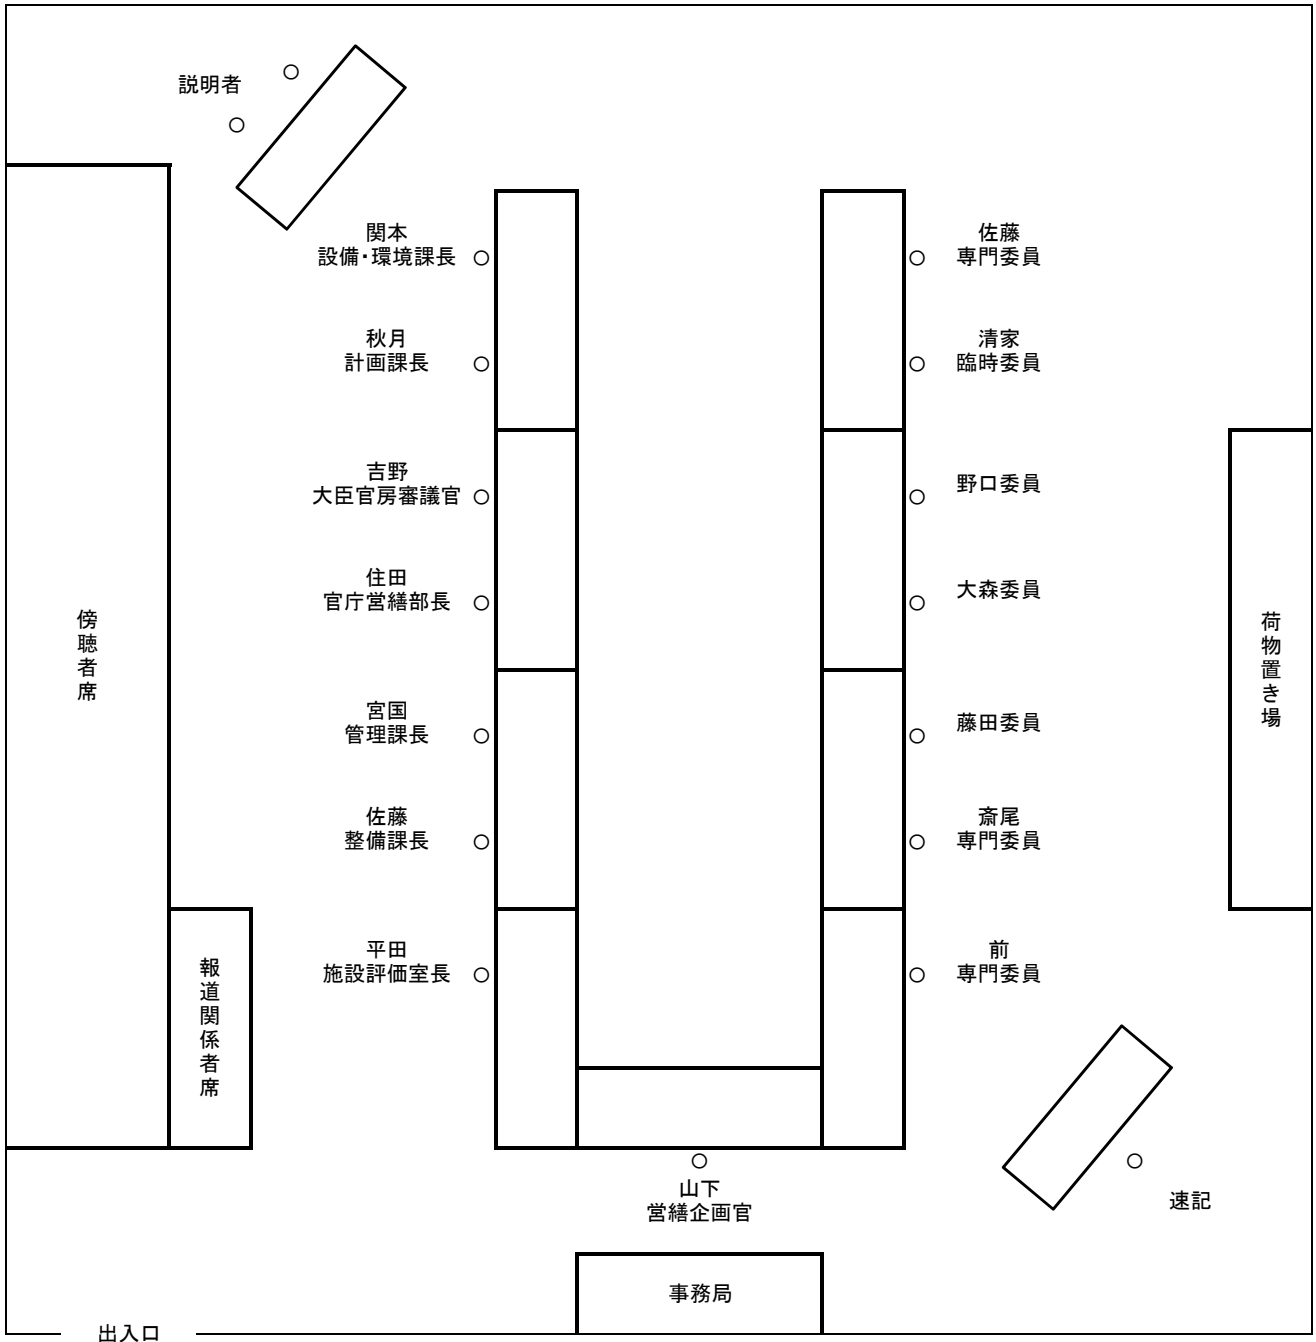 説明者
関本
設備・環境課長
佐藤
専門委員
秋月
計画課長
清家
臨時委員
吉野
大臣官房審議官
野口委員
住田
官庁営繕部長
大森委員
傍聴者席
荷物置き場
宮国
管理課長
藤田委員
佐藤
整備課長
斎尾
専門委員
平田
施設評価室長
前
専門委員
報道関係者席
山下
営繕企画官
速記
事務局
出入口